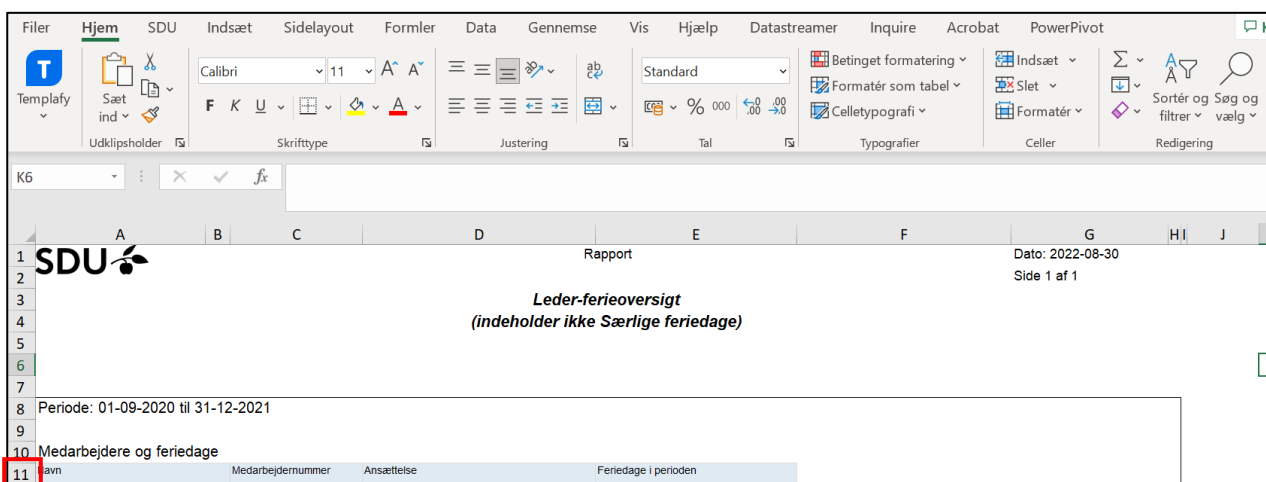 Filer Hjem SDU Indsæt Sidelayout Formler Data Gennemse Vis Hjælp Datastreamer Inquire Acrobat PowerPivot
Templafy
Sæt ind
Udklipsholder
Calibri 11
F K U
Skrifttype
ab
Justering
Standard
% 000
Tal
Betinget formatering
Formatér som tabel
Celletypografi
Typografier
Indsæt
Slet
Formatér
Celler
Sortér og filtrer
Søg og vælg
Redigering
K6 fx
A B C D E F G H I J
1 SDU Rapport Dato: 2022-08-30
2 Side 1 af 1
3 Leder-ferieoversigt
4 (indeholder ikke Særlige feriedage)
5
6
7
8 Periode: 01-09-2020 til 31-12-2021
9
10 Medarbejdere og feriedage
11 Navn Medarbejdernummer Ansættelse Feriedage i perioden